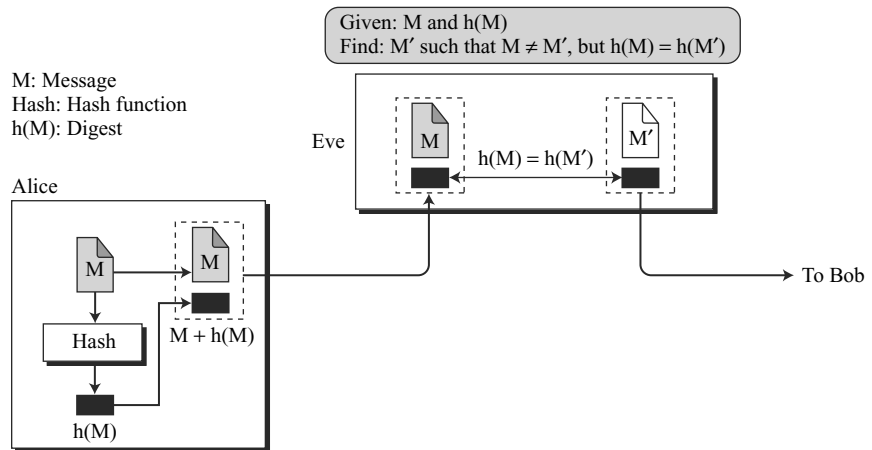 Given: M and h(M)
Find: M′ such that M ≠ M′, but h(M) = h(M′)
M: Message
Hash: Hash function
h(M): Digest
Eve
M
M′
h(M) = h(M′)
Alice
M
M
To Bob
Hash
M + h(M)
h(M)